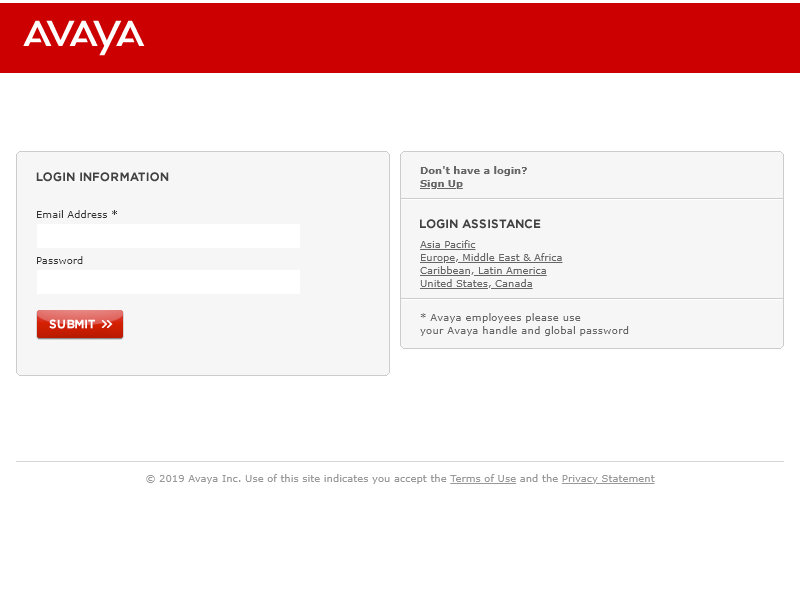 AVAYA
LOGIN INFORMATION
Email Address *
Password
SUBMIT >>
Don't have a login?
Sign Up
LOGIN ASSISTANCE
Asia Pacific
Europe, Middle East & Africa
Caribbean, Latin America
United States, Canada
* Avaya employees please use
your Avaya handle and global password
© 2019 Avaya Inc. Use of this site indicates you accept the Terms of Use and the Privacy Statement